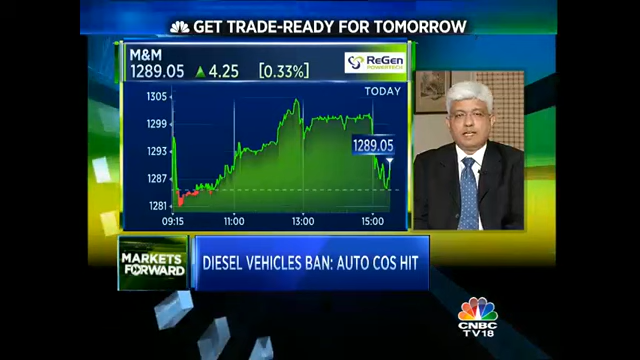 GET TRADE-READY FOR TOMORROW
M&M
1289.05 ▲ 4.25 [0.33%]
ReGen
POWERTECH
TODAY
1305
1299
1293
1287
1281
1289.05
09:15 11:00 13:00 15:00
MARKETS
FORWARD
DIESEL VEHICLES BAN: AUTO COS HIT
CNBC
TV18